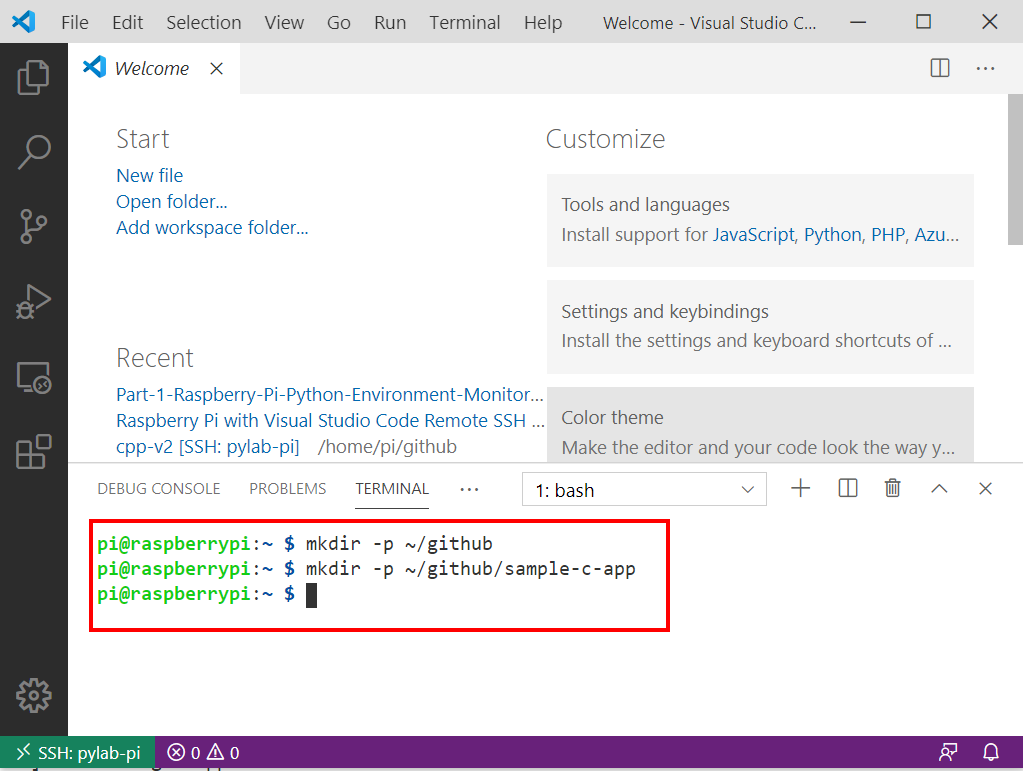 File Edit Selection View Go Run Terminal Help Welcome - Visual Studio C...
Welcome
Start
New file
Open folder...
Add workspace folder...
Recent
Part-1-Raspberry-Pi-Python-Environment-Monitor...
Raspberry Pi with Visual Studio Code Remote SSH ...
cpp-v2 [SSH: pylab-pi] /home/pi/github
Customize
Tools and languages
Install support for JavaScript, Python, PHP, Azu...
Settings and keybindings
Install the settings and keyboard shortcuts of ...
Color theme
Make the editor and your code look the way y...
DEBUG CONSOLE PROBLEMS TERMINAL ... 1: bash
pi@raspberrypi:~ $ mkdir -p ~/github
pi@raspberrypi:~ $ mkdir -p ~/github/sample-c-app
pi@raspberrypi:~ $
SSH: pylab-pi 0 0